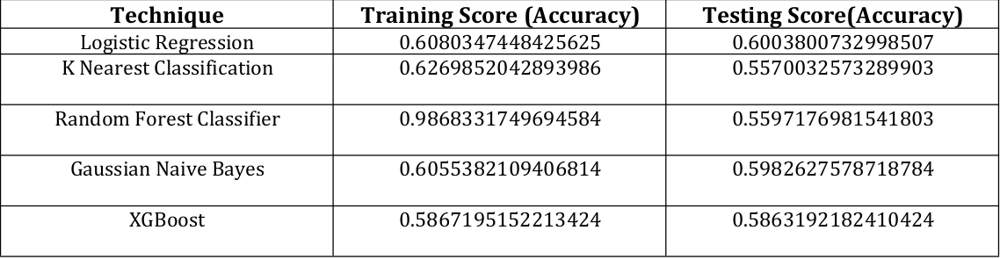 Technique Training Score (Accuracy) Testing Score(Accuracy)
Logistic Regression 0.6080347448425625 0.6003800732998507
K Nearest Classification 0.6269852042893986 0.5570032573289903
Random Forest Classifier 0.9868331749694584 0.5597176981541803
Gaussian Naive Bayes 0.6055382109406814 0.5982627578718784
XGBoost 0.5867195152213424 0.5863192182410424